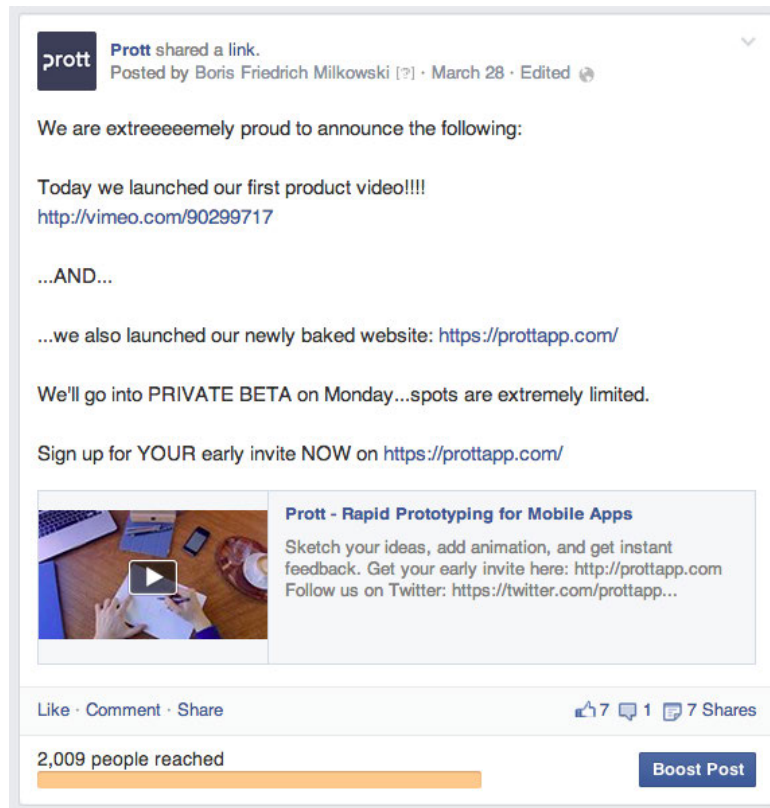 prott
Prott shared a link.
Posted by Boris Friedrich Milkowski [?] · March 28 · Edited
We are extreeeeemely proud to announce the following:
Today we launched our first product video!!!!
http://vimeo.com/90299717
...AND...
...we also launched our newly baked website: https://prottapp.com/
We'll go into PRIVATE BETA on Monday...spots are extremely limited.
Sign up for YOUR early invite NOW on https://prottapp.com/
Prott - Rapid Prototyping for Mobile Apps
Sketch your ideas, add animation, and get instant
feedback. Get your early invite here: http://prottapp.com
Follow us on Twitter: https://twitter.com/prottapp...
Like · Comment · Share 7 1 7 Shares
2,009 people reached
Boost Post